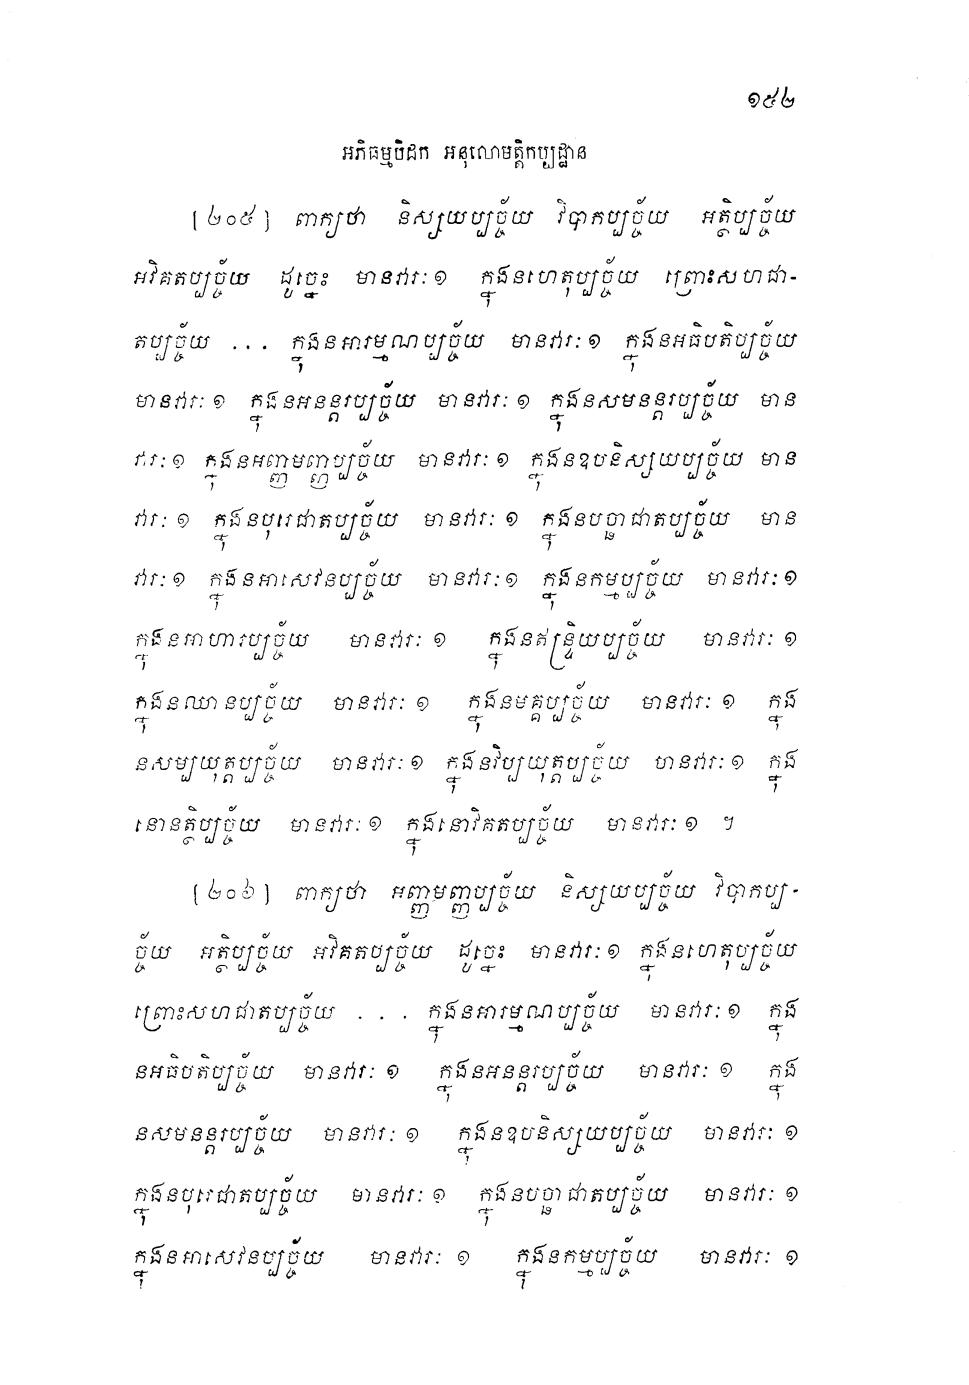 ១៥២
អភិធម្មបិដក អនុលោមត្តិកប្បដ្ឋាន
[២០៥] ពាក្យថា និស្សយប្បច្ច័យ វិបាកប្បច្ច័យ អត្ថិប្បច្ច័យ
អវិគតប្បច្ច័យ ដូច្នេះ មានវារៈ១ ក្នុងនហេតុប្បច្ច័យ ព្រោះសហជា-
តប្បច្ច័យ ... ក្នុងនអារម្មណប្បច្ច័យ មានវារៈ១ ក្នុងនអធិបតិប្បច្ច័យ
មានវារៈ១ ក្នុងនអនន្តរប្បច្ច័យ មានវារៈ១ ក្នុងនសមនន្តរប្បច្ច័យ មាន
វារៈ១ ក្នុងនអញ្ញមញ្ញប្បច្ច័យ មានវារៈ១ ក្នុងនឧបនិស្សយប្បច្ច័យ មាន
វារៈ១ ក្នុងនបុរេជាតប្បច្ច័យ មានវារៈ១ ក្នុងនបច្ឆាជាតប្បច្ច័យ មាន
វារៈ១ ក្នុងនអាសេវនប្បច្ច័យ មានវារៈ១ ក្នុងនកម្មប្បច្ច័យ មានវារៈ១
ក្នុងនអាហារប្បច្ច័យ មានវារៈ១ ក្នុងនឥន្ទ្រិយប្បច្ច័យ មានវារៈ១
ក្នុងនឈានប្បច្ច័យ មានវារៈ១ ក្នុងនមគ្គប្បច្ច័យ មានវារៈ១ ក្នុង
នសម្បយុត្តប្បច្ច័យ មានវារៈ១ ក្នុងនវិប្បយុត្តប្បច្ច័យ មានវារៈ១ ក្នុង
នោនត្ថិប្បច្ច័យ មានវារៈ១ ក្នុងនោវិគតប្បច្ច័យ មានវារៈ១ ។
[២០៦] ពាក្យថា អញ្ញមញ្ញប្បច្ច័យ និស្សយប្បច្ច័យ វិបាកប្ប-
ច្ច័យ អត្ថិប្បច្ច័យ អវិគតប្បច្ច័យ ដូច្នេះ មានវារៈ១ ក្នុងនហេតុប្បច្ច័យ
ព្រោះសហជាតប្បច្ច័យ ... ក្នុងនអារម្មណប្បច្ច័យ មានវារៈ១ ក្នុង
នអធិបតិប្បច្ច័យ មានវារៈ១ ក្នុងនអនន្តរប្បច្ច័យ មានវារៈ១ ក្នុង
នសមនន្តរប្បច្ច័យ មានវារៈ១ ក្នុងនឧបនិស្សយប្បច្ច័យ មានវារៈ១
ក្នុងនបុរេជាតប្បច្ច័យ មានវារៈ១ ក្នុងនបច្ឆាជាតប្បច្ច័យ មានវារៈ១
ក្នុងនអាសេវនប្បច្ច័យ មានវារៈ១ ក្នុងនកម្មប្បច្ច័យ មានវារៈ១